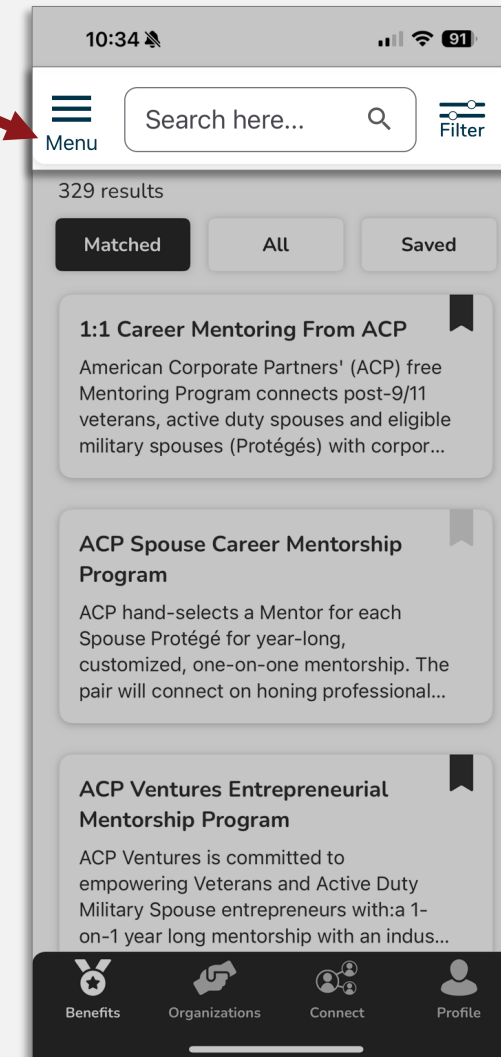 10:34 91
Menu Search here... Filter
329 results
Matched All Saved
1:1 Career Mentoring From ACP
American Corporate Partners' (ACP) free
Mentoring Program connects post-9/11
veterans, active duty spouses and eligible
military spouses (Protégés) with corpor...
ACP Spouse Career Mentorship
Program
ACP hand-selects a Mentor for each
Spouse Protégé for year-long,
customized, one-on-one mentorship. The
pair will connect on honing professional...
ACP Ventures Entrepreneurial
Mentorship Program
ACP Ventures is committed to
empowering Veterans and Active Duty
Military Spouse entrepreneurs with:a 1-
on-1 year long mentorship with an indus...
Benefits Organizations Connect Profile